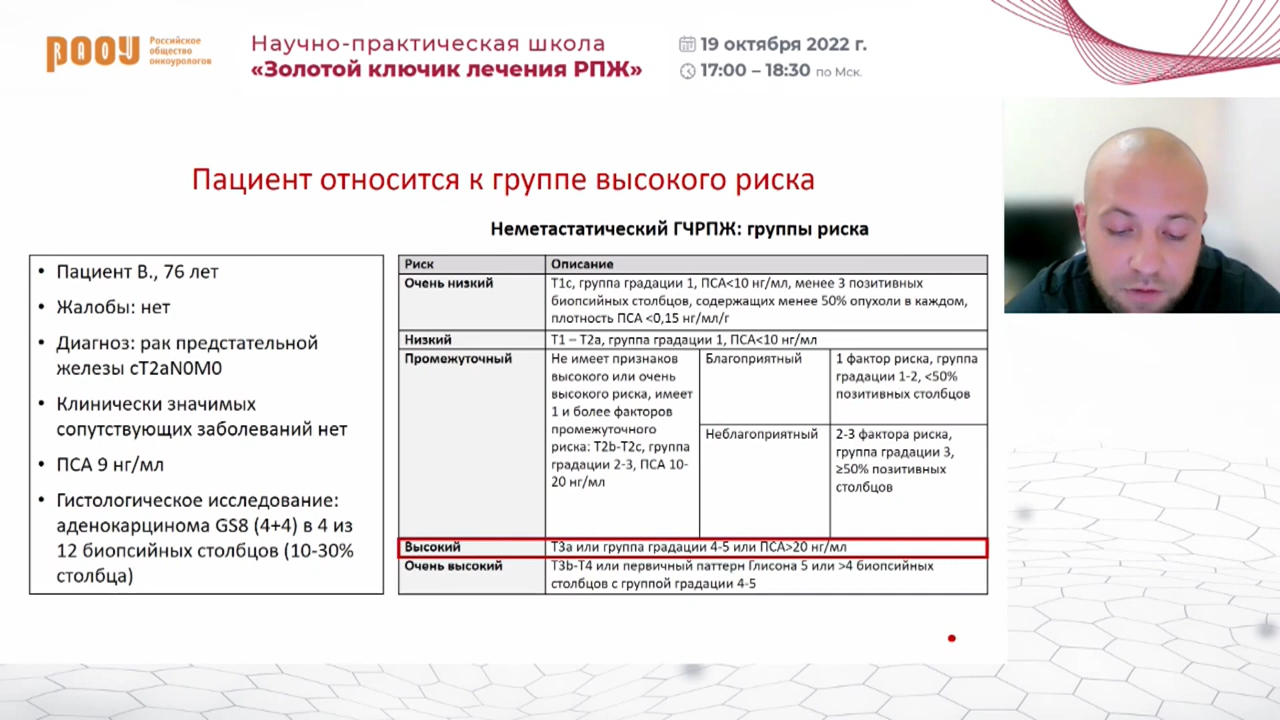 РАОУ
Российское
общество
онкоурологов
Научно-практическая школа
«Золотой ключик лечения РПЖ»
19 октября 2022 г.
17:00 – 18:30 по Мск.
Пациент относится к группе высокого риска
Неметастатический ГЧРПЖ: группы риска
• Пациент В., 76 лет
• Жалобы: нет
• Диагноз: рак предстательной
железы cT2aN0M0
• Клинически значимых
сопутствующих заболеваний нет
• ПСА 9 нг/мл
• Гистологическое исследование:
аденокарцинома GS8 (4+4) в 4 из
12 биопсийных столбцов (10-30%
столбца)
Риск
Описание
Очень низкий
T1c, группа градации 1, ПСА<10 нг/мл, менее 3 позитивных
биопсийных столбцов, содержащих менее 50% опухоли в каждом,
плотность ПСА <0,15 нг/мл/г
Низкий
T1 – T2a, группа градации 1, ПСА<10 нг/мл
Промежуточный
Не имеет признаков
высокого или очень
высокого риска, имеет
1 и более факторов
промежуточного
риска: T2b-T2c, группа
градации 2-3, ПСА 10-
20 нг/мл
Благоприятный
1 фактор риска, группа
градации 1-2, <50%
позитивных столбцов
Неблагоприятный
2-3 фактора риска,
группа градации 3,
≥50% позитивных
столбцов
Высокий
T3a или группа градации 4-5 или ПСА>20 нг/мл
Очень высокий
T3b-T4 или первичный паттерн Глисона 5 или >4 биопсийных
столбцов с группой градации 4-5